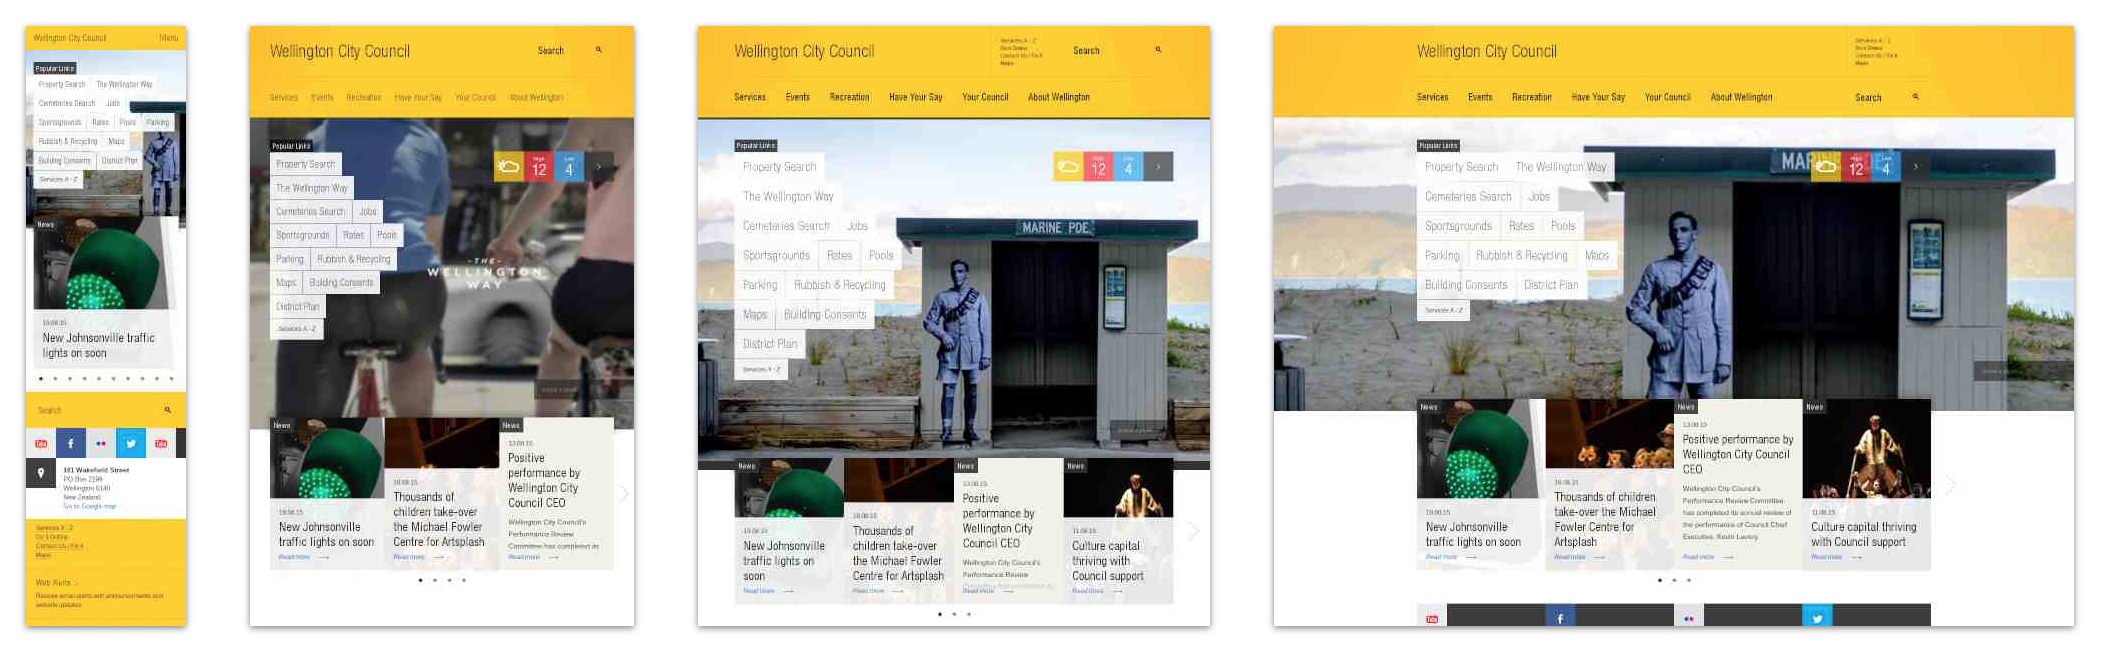 Wellington City Council Menu
Popular Links
Property Search The Wellington Way
Cemeteries Search Jobs
Sportsgrounds Rates Pools Parking
Rubbish & Recycling Maps
Building Consents District Plan
Services A - Z
News
19.08.15
New Johnsonville traffic
lights on soon
Search
101 Wakefield Street
PO Box 2199
Wellington 6140
New Zealand
Go to Google map
Services A - Z
Do it Online
Contact Us / Fix it
Maps
Web Alerts
Receive email alerts with announcements and
website updates
Wellington City Council Search
Services Events Recreation Have Your Say Your Council About Wellington
Popular Links
Property Search
The Wellington Way
Cemeteries Search Jobs
Sportsgrounds Rates Pools
Parking Rubbish & Recycling
Maps Building Consents
District Plan
Services A - Z
High Low
12 4
-THE-
WELLINGTON
WAY
News
19.08.15
New Johnsonville
traffic lights on soon
Read more
Thousands of
children take-over
the Michael Fowler
Centre for Artsplash
Read more
News
13.08.15
Positive
performance by
Wellington City
Council CEO
Wellington City Council's
Performance Review
Committee has completed its
Read more
Wellington City Council
Services A - Z
Do it Online
Contact Us / Fix it
Maps
Search
Services Events Recreation Have Your Say Your Council About Wellington
Popular Links
Property Search
The Wellington Way
Cemeteries Search Jobs
Sportsgrounds Rates Pools
Parking Rubbish & Recycling
Maps Building Consents
District Plan
Services A - Z
High Low
12 4
MARINE PDE.
News
19.08.15
New Johnsonville
traffic lights on
soon
Read more
Thousands of
children take-over
the Michael Fowler
Centre for Artsplash
Read more
News
13.08.15
Positive
performance by
Wellington City
Council CEO
Wellington City Council's
Performance Review
Read more
News
11.08.15
Culture capital
thriving with
Council support
Read more
Wellington City Council
Services A - Z
Do it Online
Contact Us / Fix it
Maps
Services Events Recreation Have Your Say Your Council About Wellington
Search
Popular Links
Property Search The Wellington Way
Cemeteries Search Jobs
Sportsgrounds Rates Pools
Parking Rubbish & Recycling Maps
Building Consents District Plan
Services A - Z
High Low
12 4
News
19.08.15
New Johnsonville
traffic lights on soon
Read more
Thousands of children
take-over the Michael
Fowler Centre for
Artsplash
Read more
News
13.08.15
Positive performance by
Wellington City Council
CEO
Wellington City Council's
Performance Review Committee
has completed its annual review of
the performance of Council Chief
Executive, Kevin Lavery.
Read more
News
11.08.15
Culture capital thriving
with Council support
Read more